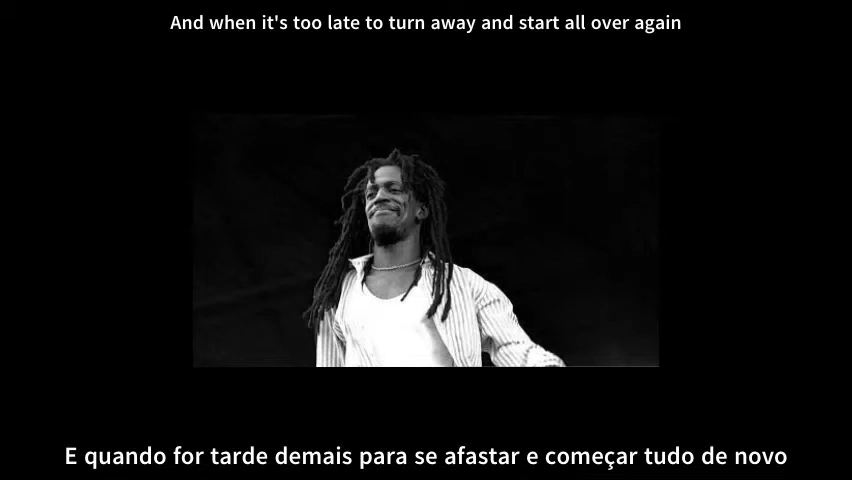 And when it's too late to turn away and start all over again
E quando for tarde demais para se afastar e começar tudo de novo